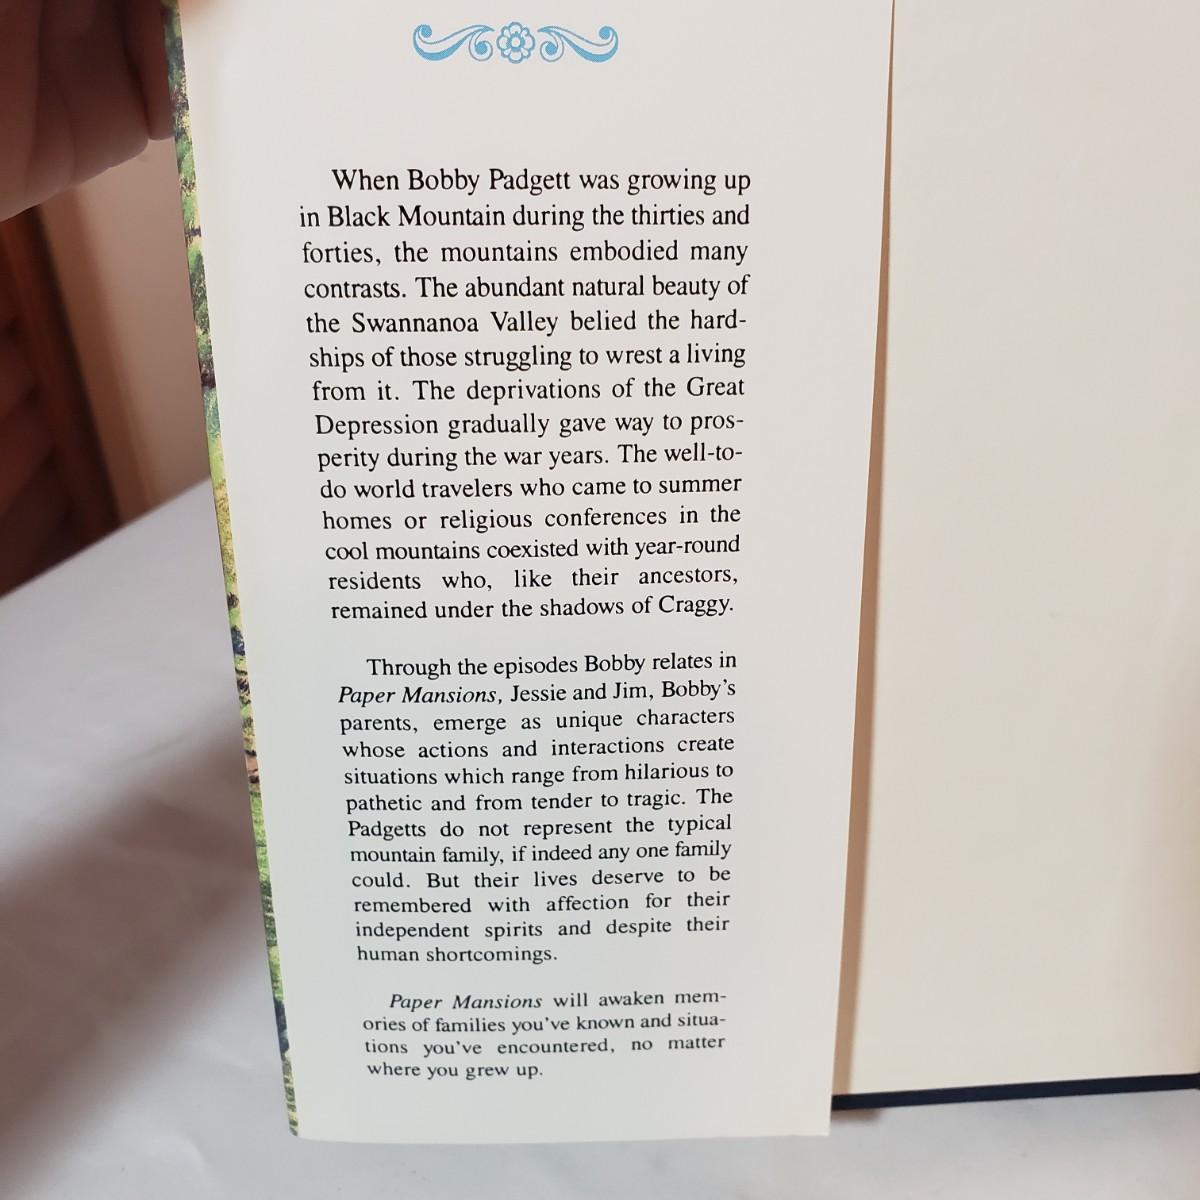 When Bobby Padgett was growing up
in Black Mountain during the thirties and
forties, the mountains embodied many
contrasts. The abundant natural beauty of
the Swannanoa Valley belied the hard-
ships of those struggling to wrest a living
from it. The deprivations of the Great
Depression gradually gave way to pros-
perity during the war years. The well-to-
do world travelers who came to summer
homes or religious conferences in the
cool mountains coexisted with year-round
residents who, like their ancestors,
remained under the shadows of Craggy.
Through the episodes Bobby relates in
Paper Mansions, Jessie and Jim, Bobby's
parents, emerge as unique characters
whose actions and interactions create
situations which range from hilarious to
pathetic and from tender to tragic. The
Padgetts do not represent the typical
mountain family, if indeed any one family
could. But their lives deserve to be
remembered with affection for their
independent spirits and despite their
human shortcomings.
Paper Mansions will awaken mem-
ories of families you've known and situa-
tions you've encountered, no matter
where you grew up.